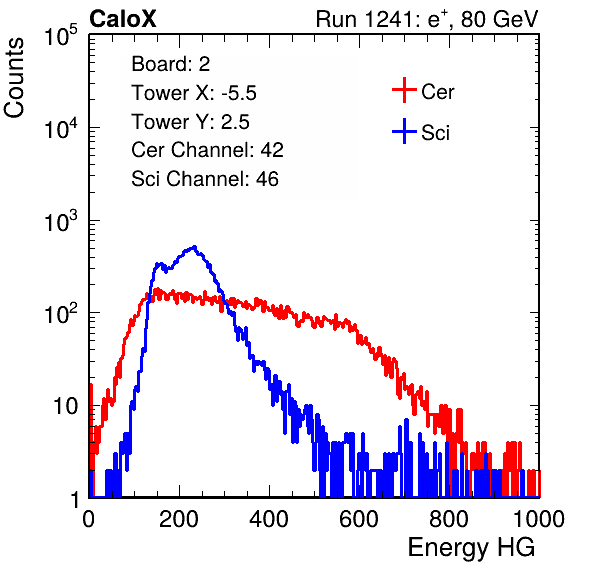 CaloX Run 1241: e⁺, 80 GeV
Counts
Board: 2
Tower X: -5.5
Tower Y: 2.5
Cer Channel: 42
Sci Channel: 46
Cer
Sci
10⁵
10⁴
10³
10²
10
1
0 200 400 600 800 1000
Energy HG